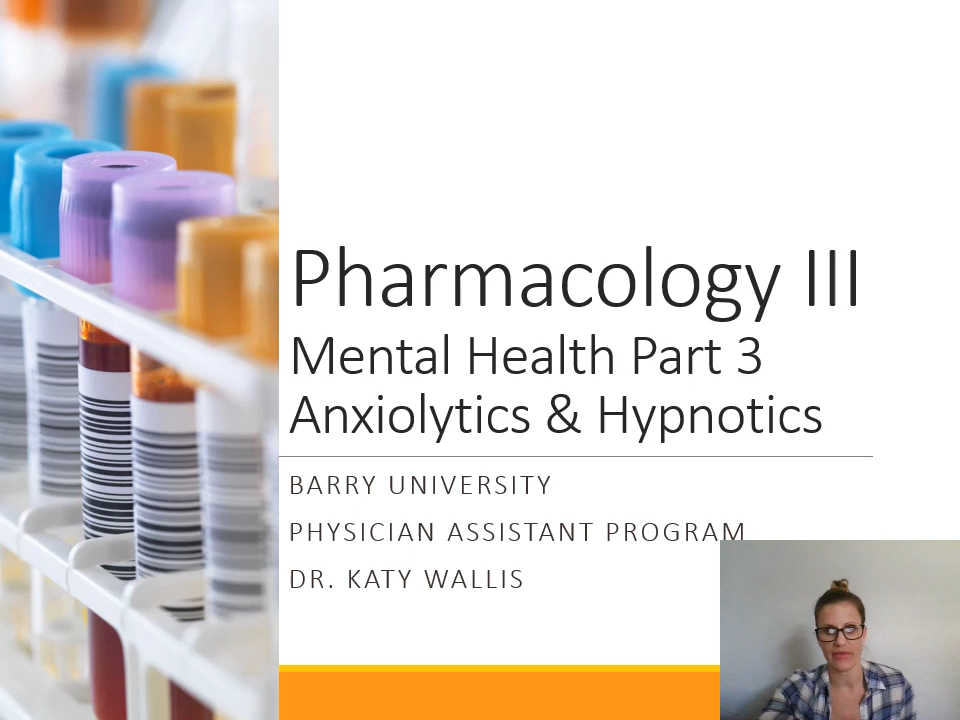 Pharmacology III
Mental Health Part 3
Anxiolytics & Hypnotics
BARRY UNIVERSITY
PHYSICIAN ASSISTANT PROGRAM
DR. KATY WALLIS